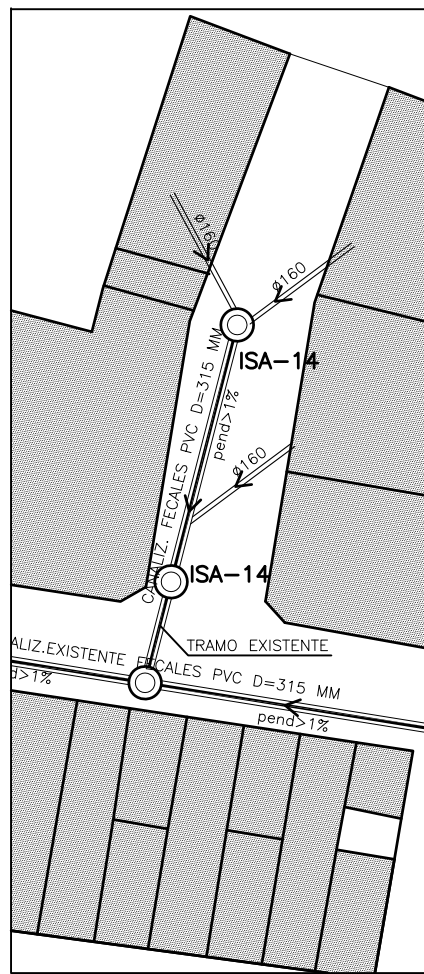 ø160
ø160
ISA-14
CANALIZ. FECALES PVC D=315 MM
pend>1%
ø160
ISA-14
TRAMO EXISTENTE
ALIZ.EXISTENTE FECALES PVC D=315 MM
d>1%
pend>1%